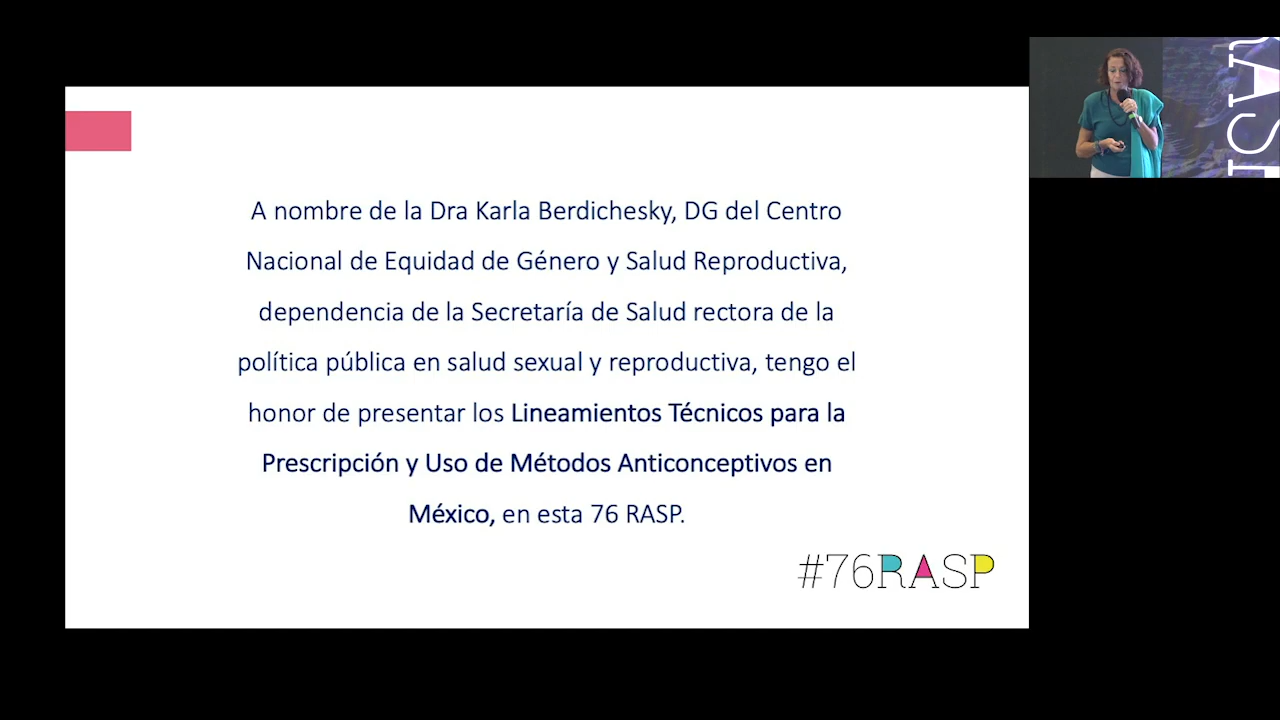 A nombre de la Dra Karla Berdichesky, DG del Centro
Nacional de Equidad de Género y Salud Reproductiva,
dependencia de la Secretaría de Salud rectora de la
política pública en salud sexual y reproductiva, tengo el
honor de presentar los Lineamientos Técnicos para la
Prescripción y Uso de Métodos Anticonceptivos en
México, en esta 76 RASP.
#76RASP
RASP